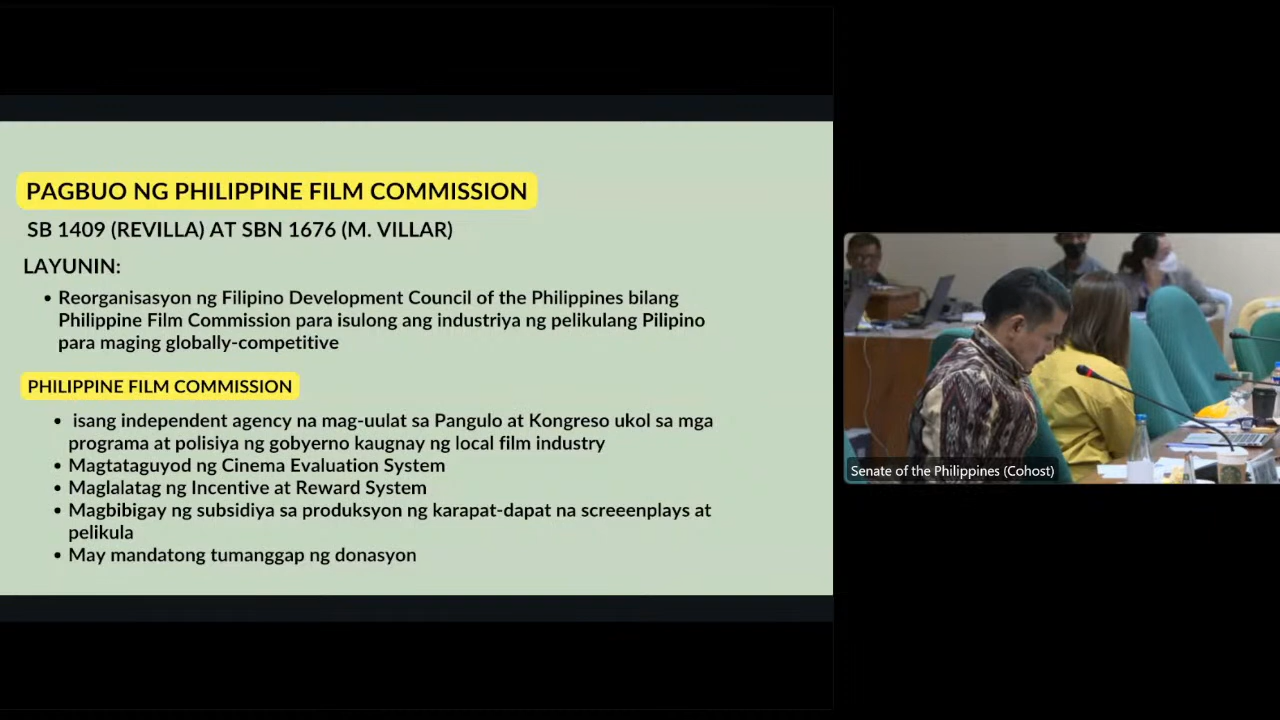 PAGBUO NG PHILIPPINE FILM COMMISSION
SB 1409 (REVILLA) AT SBN 1676 (M. VILLAR)
LAYUNIN:
• Reorganisasyon ng Filipino Development Council of the Philippines bilang
Philippine Film Commission para isulong ang industriya ng pelikulang Pilipino
para maging globally-competitive
PHILIPPINE FILM COMMISSION
• isang independent agency na mag-uulat sa Pangulo at Kongreso ukol sa mga
programa at polisiya ng gobyerno kaugnay ng local film industry
• Magtataguyod ng Cinema Evaluation System
• Maglalatag ng Incentive at Reward System
• Magbibigay ng subsidiya sa produksyon ng karapat-dapat na screeenplays at
pelikula
• May mandatong tumanggap ng donasyon
Senate of the Philippines (Cohost)